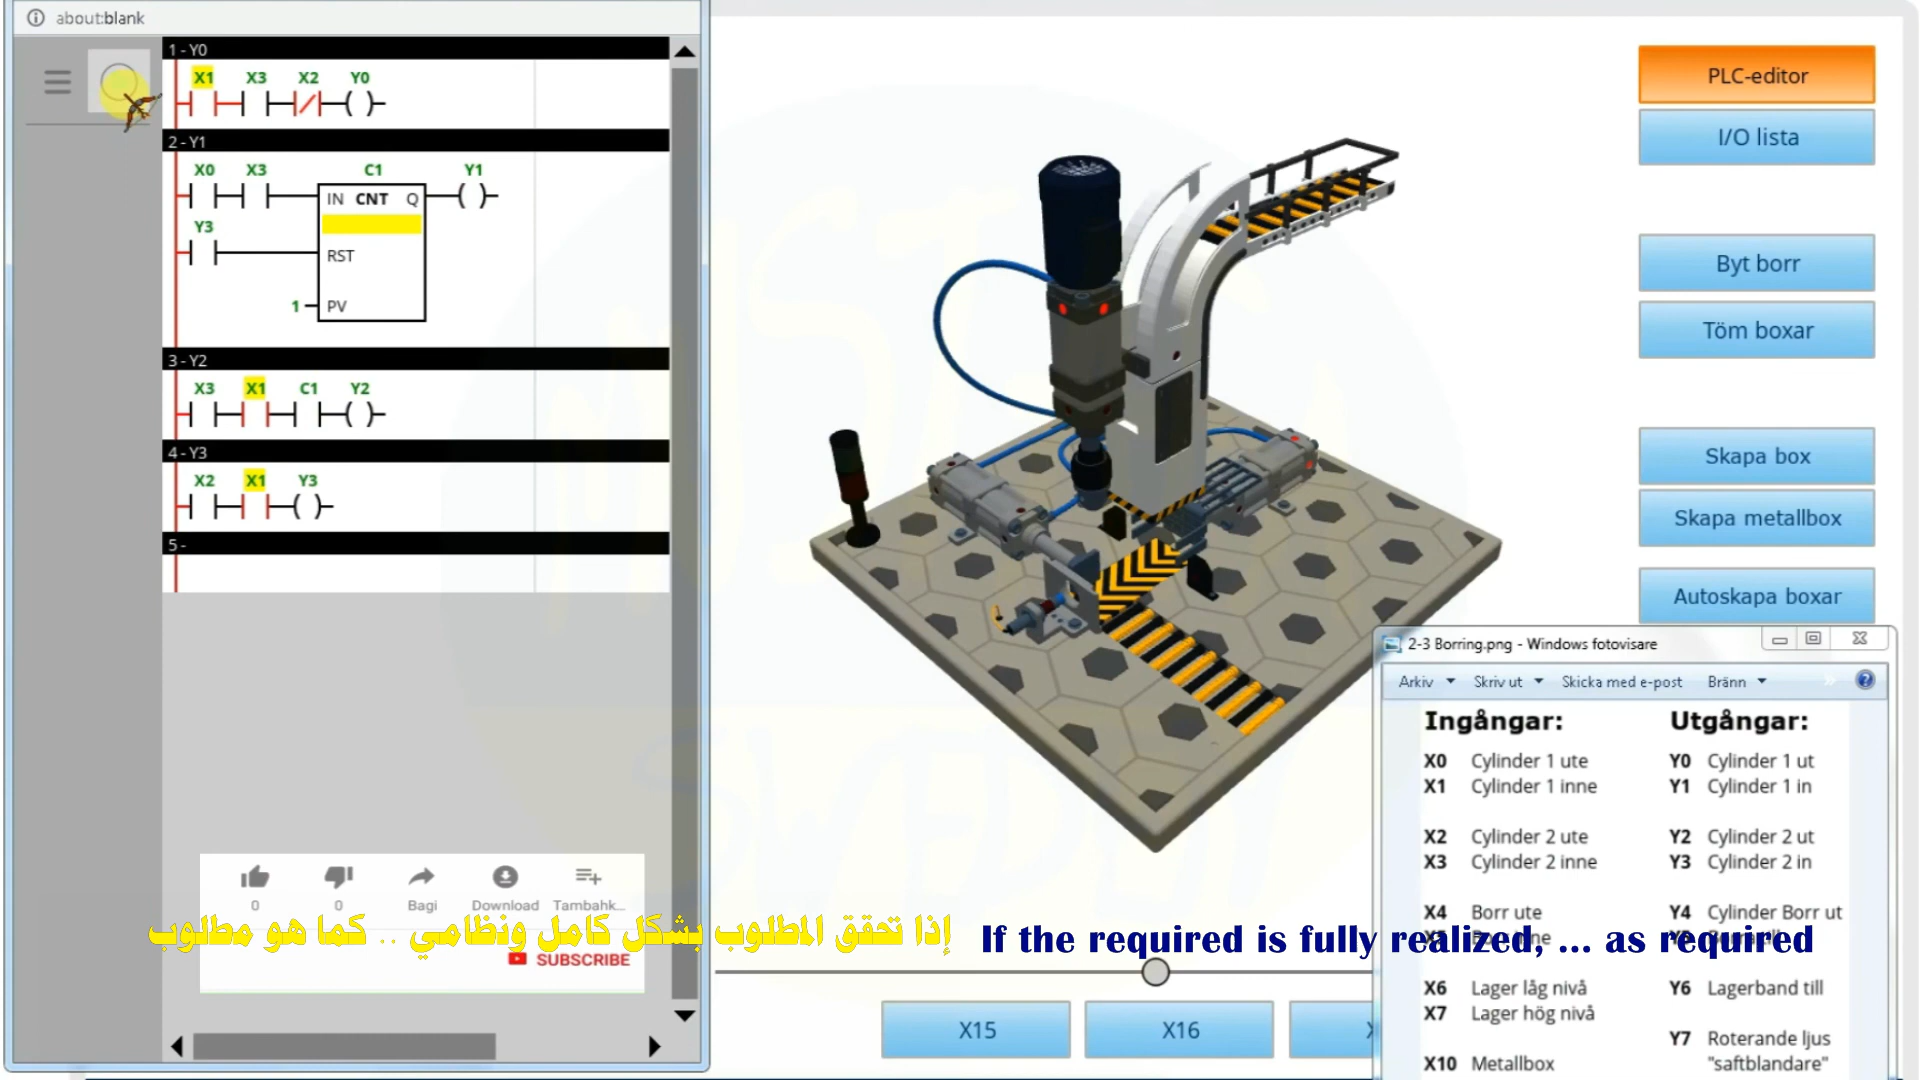 about:blank
1 - Y0
X1 X3 X2 Y0
2 - Y1
X0 X3 C1 Y1
IN CNT Q
Y3
RST
1 PV
3 - Y2
X3 X1 C1 Y2
4 - Y3
X2 X1 Y3
5 -
0 0 Bagi Download Tambahk...
SUBSCRIBE
إذا تحقق المطلوب بشكل كامل ونظامي .. كما هو مطلوب
If the required is fully realized, ... as required
PLC-editor
I/O lista
Byt borr
Töm boxar
Skapa box
Skapa metallbox
Autoskapa boxar
X15 X16
2-3 Borring.png - Windows fotovisare
Arkiv Skriv ut Skicka med e-post Bränn
Ingångar: Utgångar:
X0 Cylinder 1 ute Y0 Cylinder 1 ut
X1 Cylinder 1 inne Y1 Cylinder 1 in
X2 Cylinder 2 ute Y2 Cylinder 2 ut
X3 Cylinder 2 inne Y3 Cylinder 2 in
X4 Borr ute Y4 Cylinder Borr ut
X6 Lager låg nivå Y6 Lagerband till
X7 Lager hög nivå
Y7 Roterande ljus
X10 Metallbox "saftblandare"